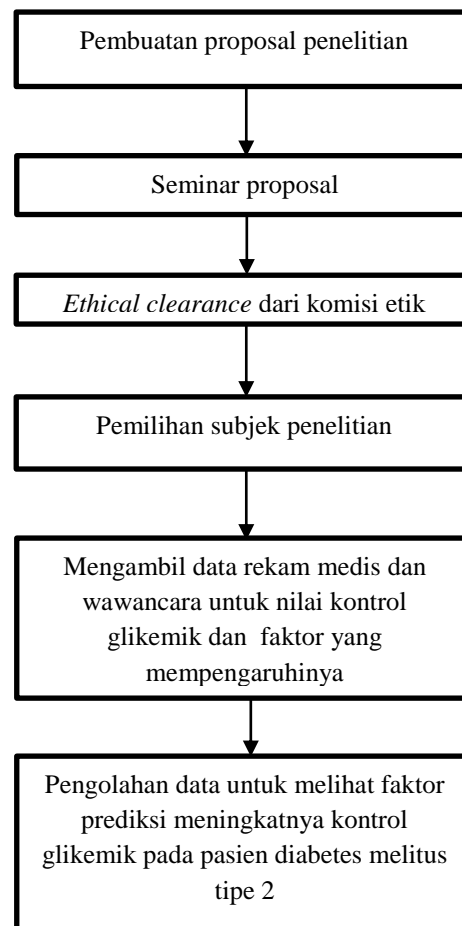 Pembuatan proposal penelitian
Seminar proposal
Ethical clearance dari komisi etik
Pemilihan subjek penelitian
Mengambil data rekam medis dan
wawancara untuk nilai kontrol
glikemik dan faktor yang
mempengaruhinya
Pengolahan data untuk melihat faktor
prediksi meningkatnya kontrol
glikemik pada pasien diabetes melitus
tipe 2